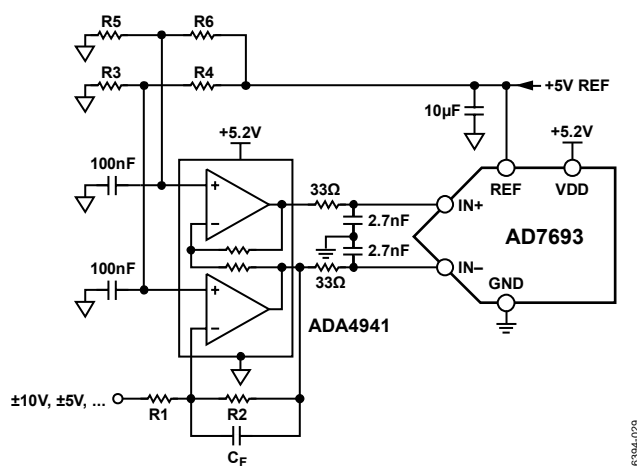 R5
R6
R3
R4
+5V REF
10µF
+5.2V
+5.2V
100nF
REF
VDD
33Ω
+
IN+
2.7nF
AD7693
–
2.7nF
100nF
33Ω
IN–
+
GND
ADA4941
–
±10V, ±5V, ...
R1
R2
CF
6394-029